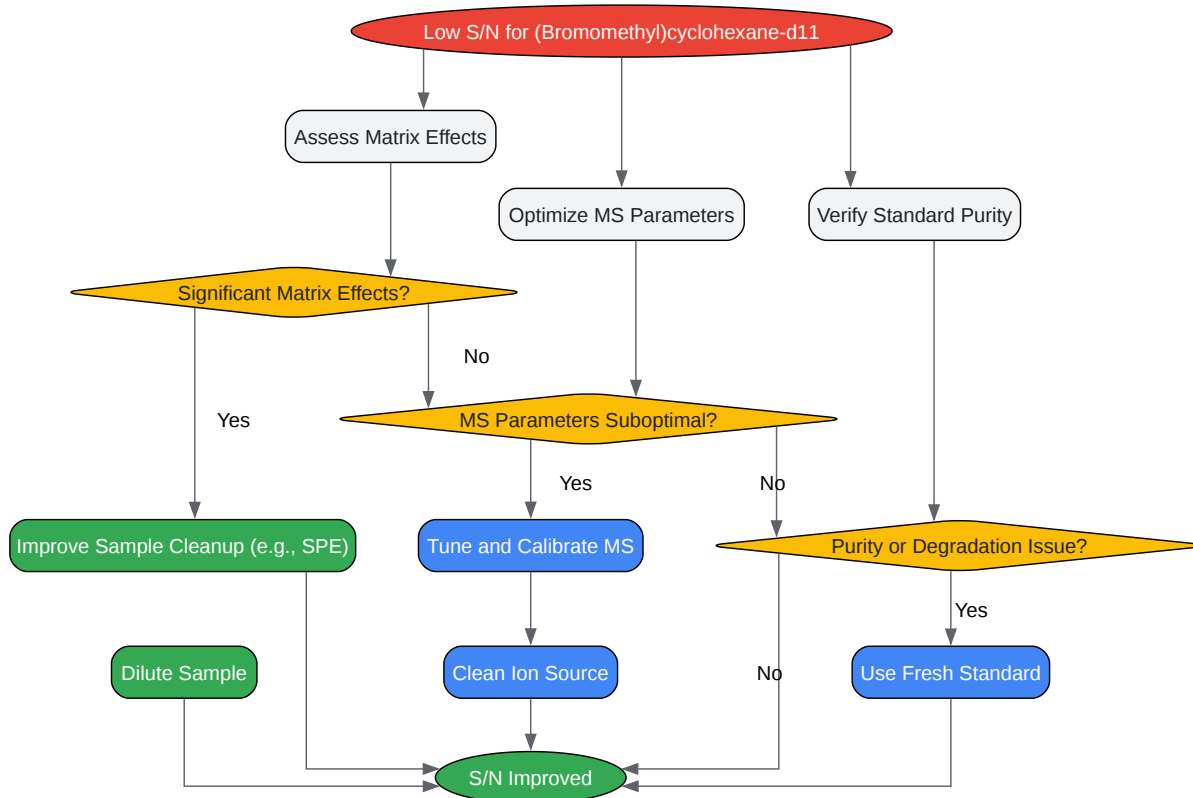 Low S/N for (Bromomethyl)cyclohexane-d11
Assess Matrix Effects
Optimize MS Parameters
Verify Standard Purity
Significant Matrix Effects?
No
Yes
MS Parameters Suboptimal?
Yes
No
Improve Sample Cleanup (e.g., SPE)
Tune and Calibrate MS
Purity or Degradation Issue?
Yes
Dilute Sample
Clean Ion Source
No
Use Fresh Standard
S/N Improved